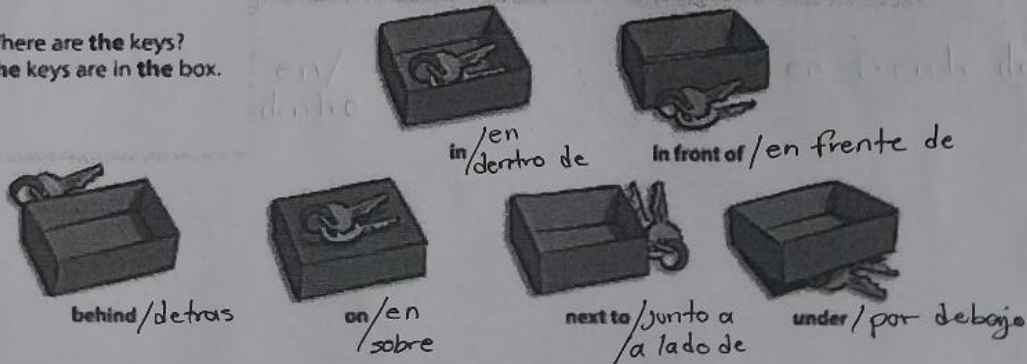 here are the keys?
he keys are in the box.
in/en
/dentro de
in front of / en frente de
behind/detras
on/en
/sobre
next to/junto a
/a lado de
under/por debajo